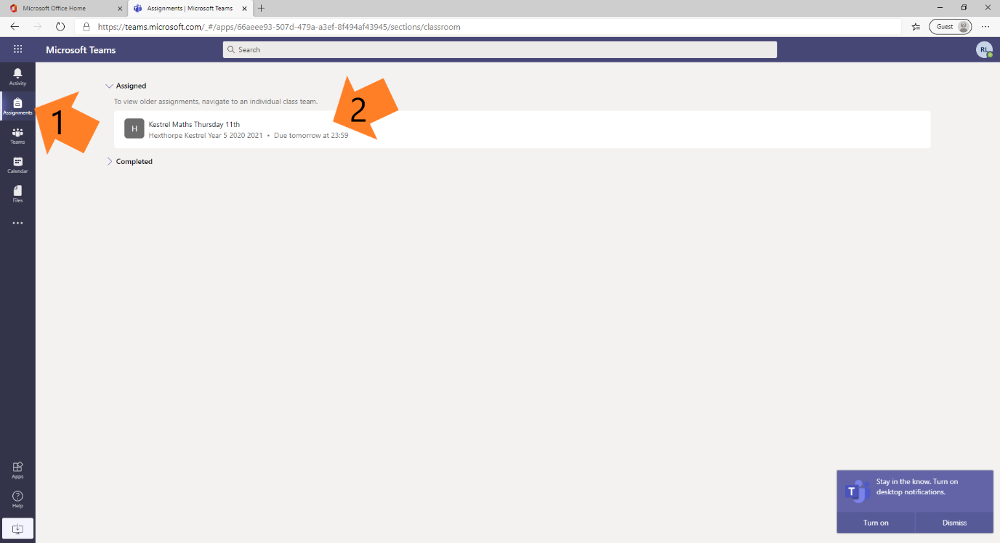 Microsoft Office Home
Assignments | Microsoft Teams
https://teams.microsoft.com/_#/apps/66aeee93-507d-479a-a3ef-8f494af43945/sections/classroom
Guest
Microsoft Teams
Search
RL
Activity
Assignments
Teams
Calendar
Files
1
2
Assigned
To view older assignments, navigate to an individual class team.
H
Kestrel Maths Thursday 11th
Hexthorpe Kestrel Year 5 2020 2021 • Due tomorrow at 23:59
Completed
Apps
Help
T
Stay in the know. Turn on
desktop notifications.
Turn on
Dismiss